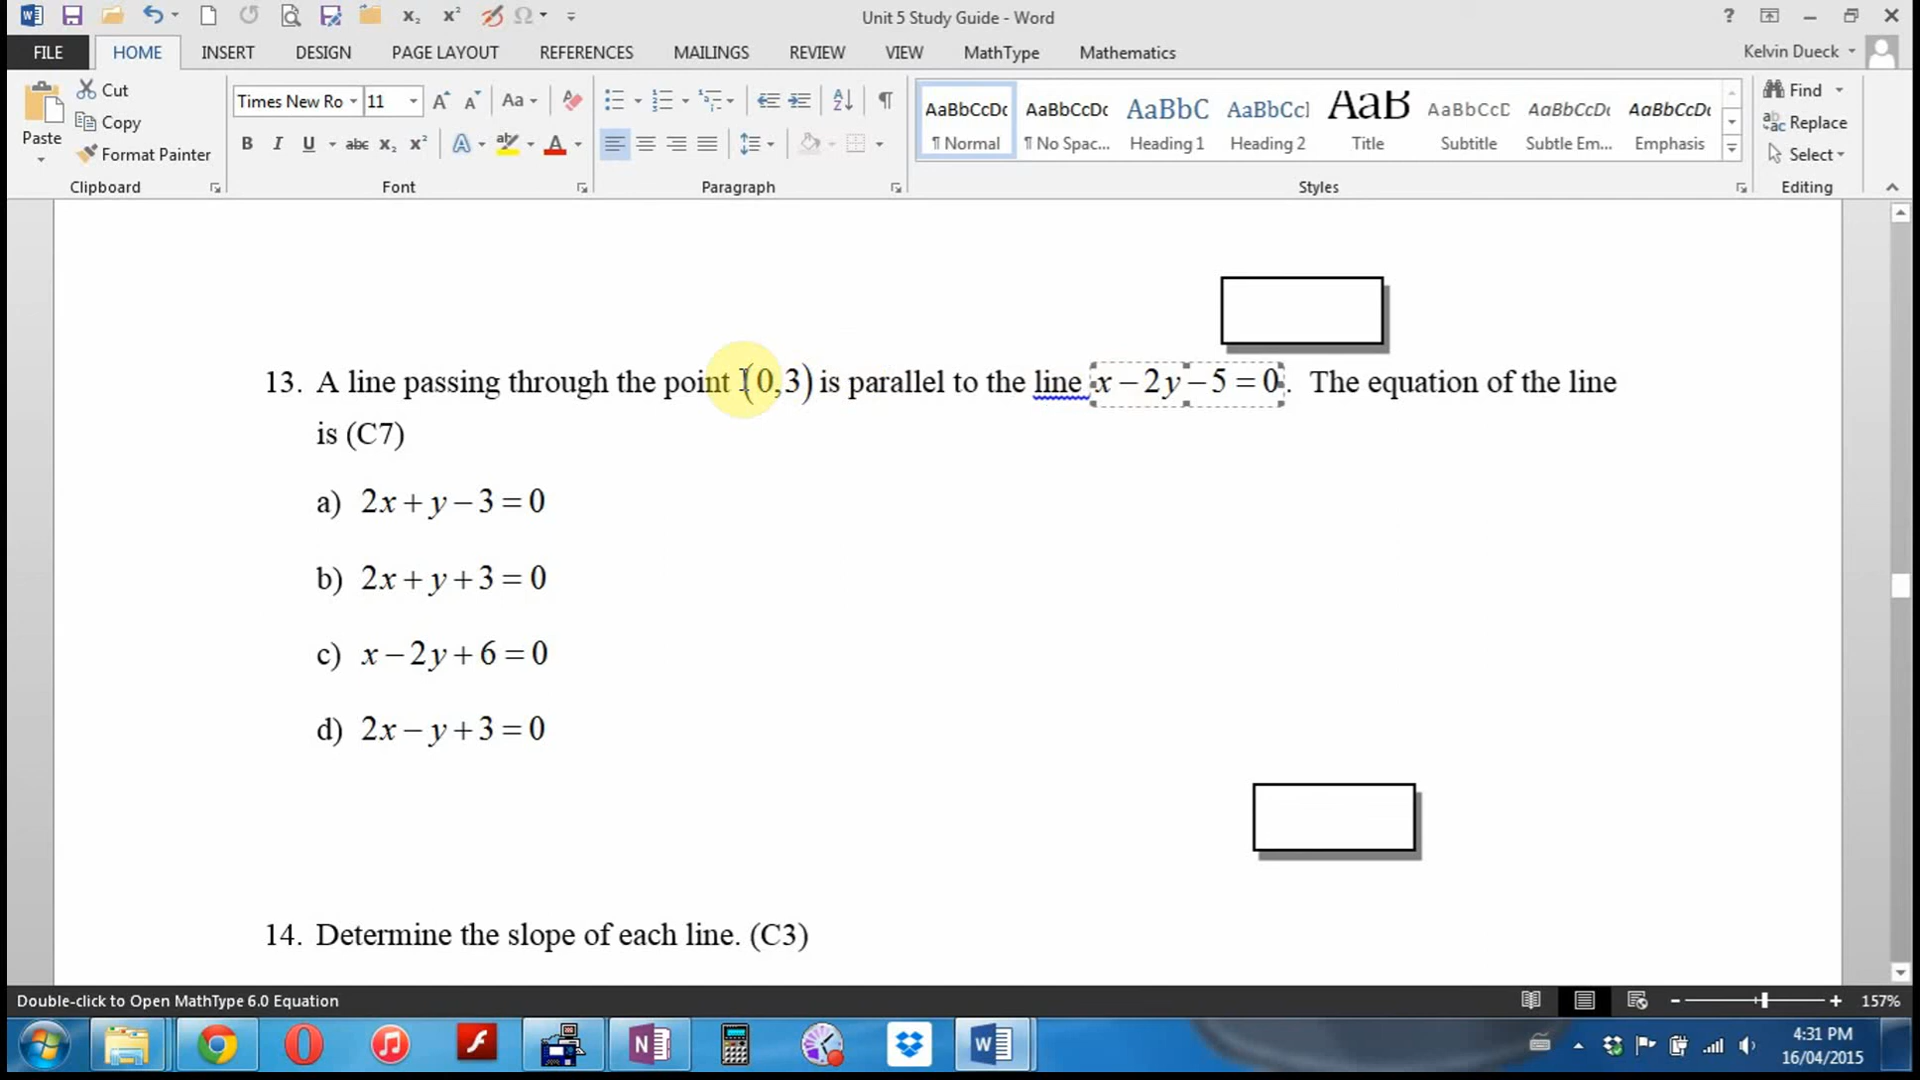 Unit 5 Study Guide - Word
FILE HOME INSERT DESIGN PAGE LAYOUT REFERENCES MAILINGS REVIEW VIEW MathType Mathematics Kelvin Dueck
Paste Cut Copy Format Painter
Times New Ro 11
AaBbCcDc AaBbCcDc AaBbC AaBbCcI AaB AaBbCcD AaBbCcDc AaBbCcDc
¶ Normal ¶ No Spac... Heading 1 Heading 2 Title Subtitle Subtle Em... Emphasis
Find Replace Select
Clipboard Font Paragraph Styles Editing
13. A line passing through the point (0,3) is parallel to the line x − 2y − 5 = 0. The equation of the line
is (C7)
a) 2x + y − 3 = 0
b) 2x + y + 3 = 0
c) x − 2y + 6 = 0
d) 2x − y + 3 = 0
14. Determine the slope of each line. (C3)
Double-click to Open MathType 6.0 Equation 157%
4:31 PM
16/04/2015